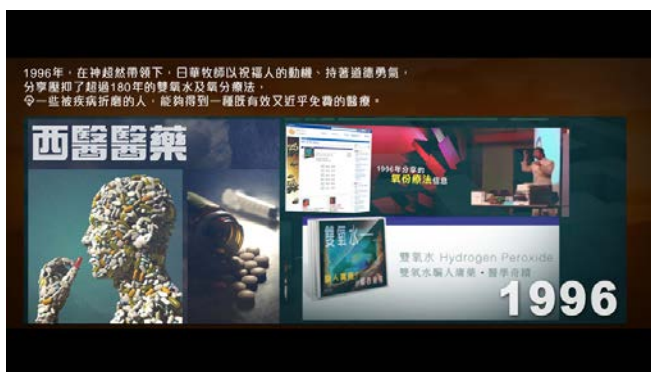 1996年，在神超然帶領下，日華牧師以祝福人的動機、持著道德勇氣，
分享壓抑了超過180年的雙氧水及氧分療法，
令一些被疾病折磨的人，能夠得到一種既有效又近乎免費的醫療。
西醫醫藥
1996年分享的
氧份療法信息
雙氧水
雙氧水 Hydrogen Peroxide
雙氧水騙人廣藥・醫學奇蹟
1996